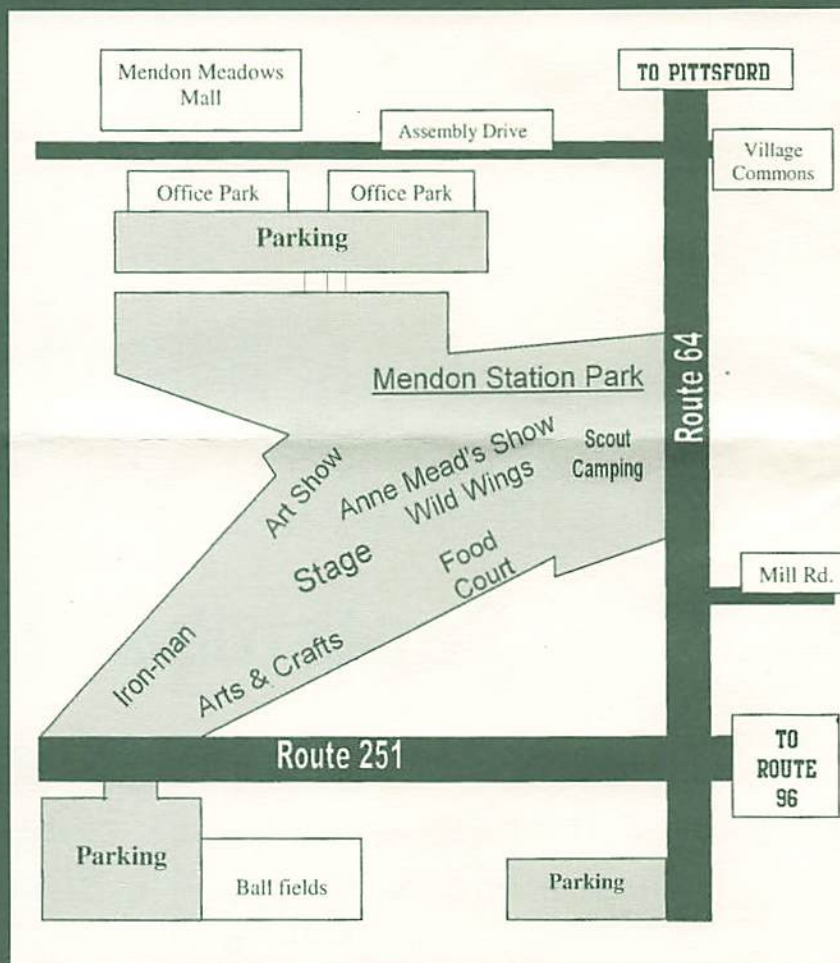 Mendon Meadows
Mall
TO PITTSFORD
Assembly Drive
Village
Commons
Office Park
Office Park
Parking
Route 64
Mendon Station Park
Art Show
Anne Mead's Show
Wild Wings
Scout
Camping
Stage
Food
Court
Mill Rd.
Iron-man
Arts & Crafts
Route 251
TO
ROUTE
96
Parking
Ball fields
Parking